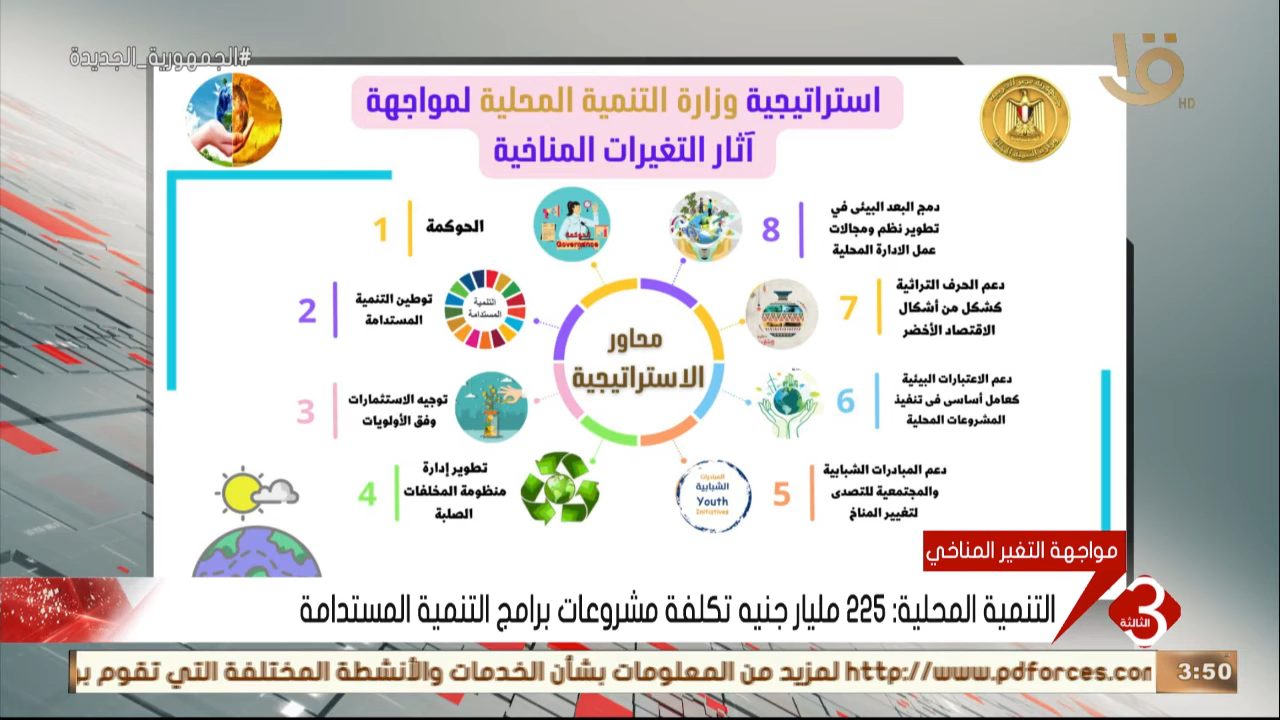 #الجمهورية_الجديدة
HD
استراتيجية وزارة التنمية المحلية لمواجهة
آثار التغيرات المناخية
1
الحوكمة
الحوكمة
Governance
2
توطين التنمية
المستدامة
التنمية
المستدامة
3
توجيه الاستثمارات
وفق الأولويات
4
تطوير إدارة
منظومة المخلفات
الصلبة
محاور
الاستراتيجية
8
دمج البعد البيئى في
تطوير نظم ومجالات
عمل الادارة المحلية
7
دعم الحرف التراثية
كشكل من أشكال
الاقتصاد الأخضر
6
دعم الاعتبارات البيئية
كعامل أساسى فى تنفيذ
المشروعات المحلية
5
دعم المبادرات الشبابية
والمجتمعية للتصدى
لتغيير المناخ
المبادرات
الشبابية
Youth
Initiatives
مواجهة التغير المناخي
التنمية المحلية: 225 مليار جنيه تكلفة مشروعات برامج التنمية المستدامة
3
الثالثة
http://www.pdforces.com لمزيد من المعلومات بشأن الخدمات والأنشطة المختلفة التي تقوم بر
3:50